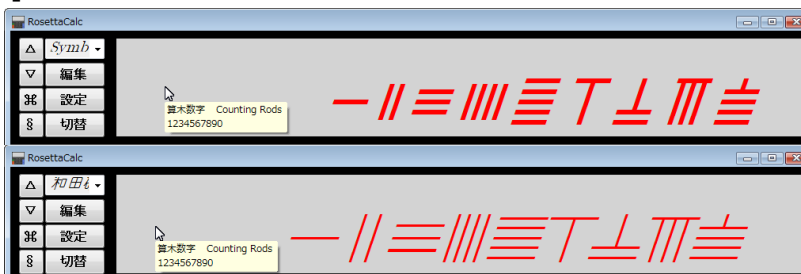 RosettaCalc
△ Symb
▽ 編集
⌘ 設定
§ 切替
算木数字 Counting Rods
1234567890
𝍩𝍡𝍫𝍣𝍭𝍥𝍯𝍧𝍱
RosettaCalc
△ 和田
▽ 編集
⌘ 設定
§ 切替
算木数字 Counting Rods
1234567890